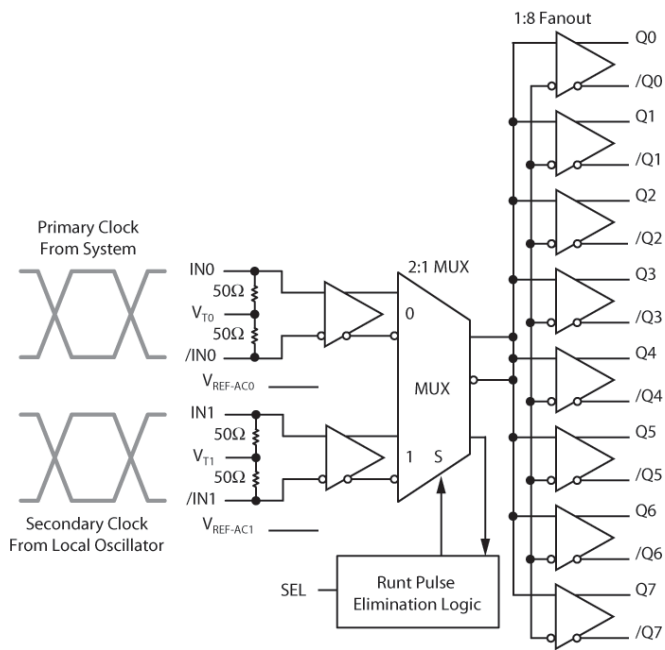 1:8 Fanout
Q0
/Q0
Q1
/Q1
Q2
/Q2
Q3
/Q3
Q4
/Q4
Q5
/Q5
Q6
/Q6
Q7
/Q7
Primary Clock
From System
IN0
50Ω
VT0
50Ω
/IN0
VREF-AC0
2:1 MUX
0
MUX
1 S
IN1
50Ω
VT1
50Ω
/IN1
VREF-AC1
Secondary Clock
From Local Oscillator
SEL
Runt Pulse
Elimination Logic